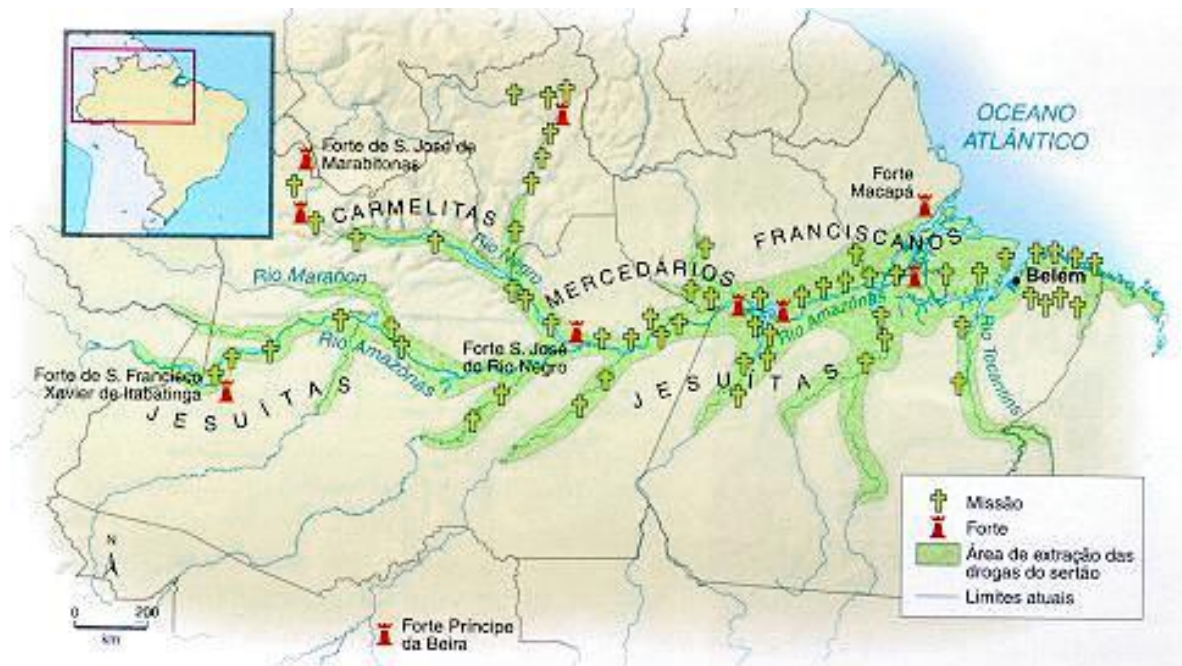 OCEANO
ATLÂNTICO
Forte de S. José de
Marabitonas
Forte
Macapá
CARMELITAS
FRANCISCANOS
Rio Negro
MERCEDÁRIOS
Belém
Rio Marañon
Rio Amazônas
Rio Amazônas
Forte S. José
do Rio Negro
Rio Tocantins
Forte de S. Francisco
Xavier de Itabatinga
JESUÍTAS
JESUÍTAS
Missão
Forte
Área de extração das
drogas do sertão
Limites atuais
N
0 200
km
Forte Príncipe
da Beira